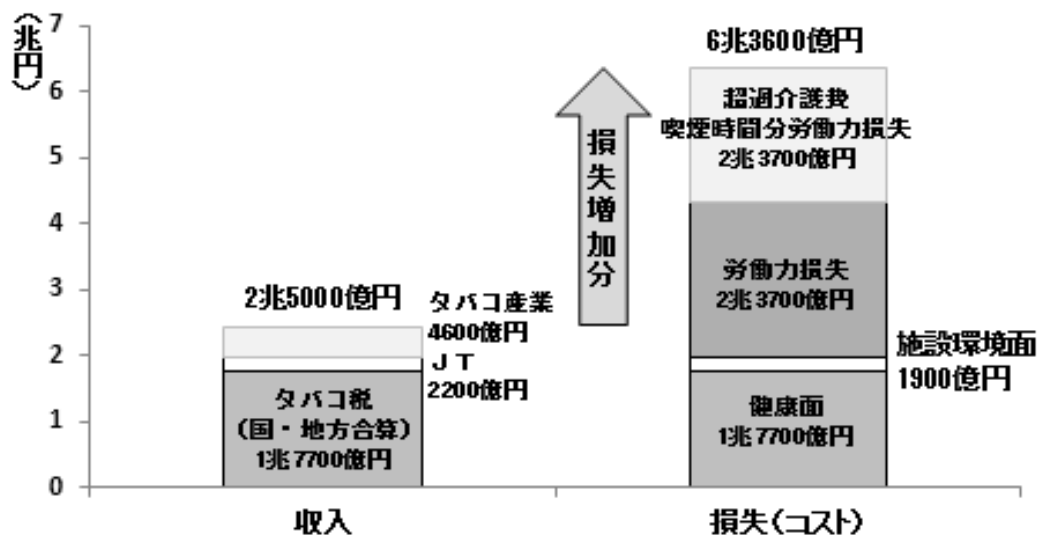 (兆円)
7
6
5
4
3
2
1
0
2兆5000億円
タバコ産業
4600億円
JT
2200億円
タバコ税
(国・地方合算)
1兆7700億円
収入
損失増加分
6兆3600億円
超過介護費
喫煙時間分労働力損失
2兆3700億円
労働力損失
2兆3700億円
施設環境面
1900億円
健康面
1兆7700億円
損失(コスト)